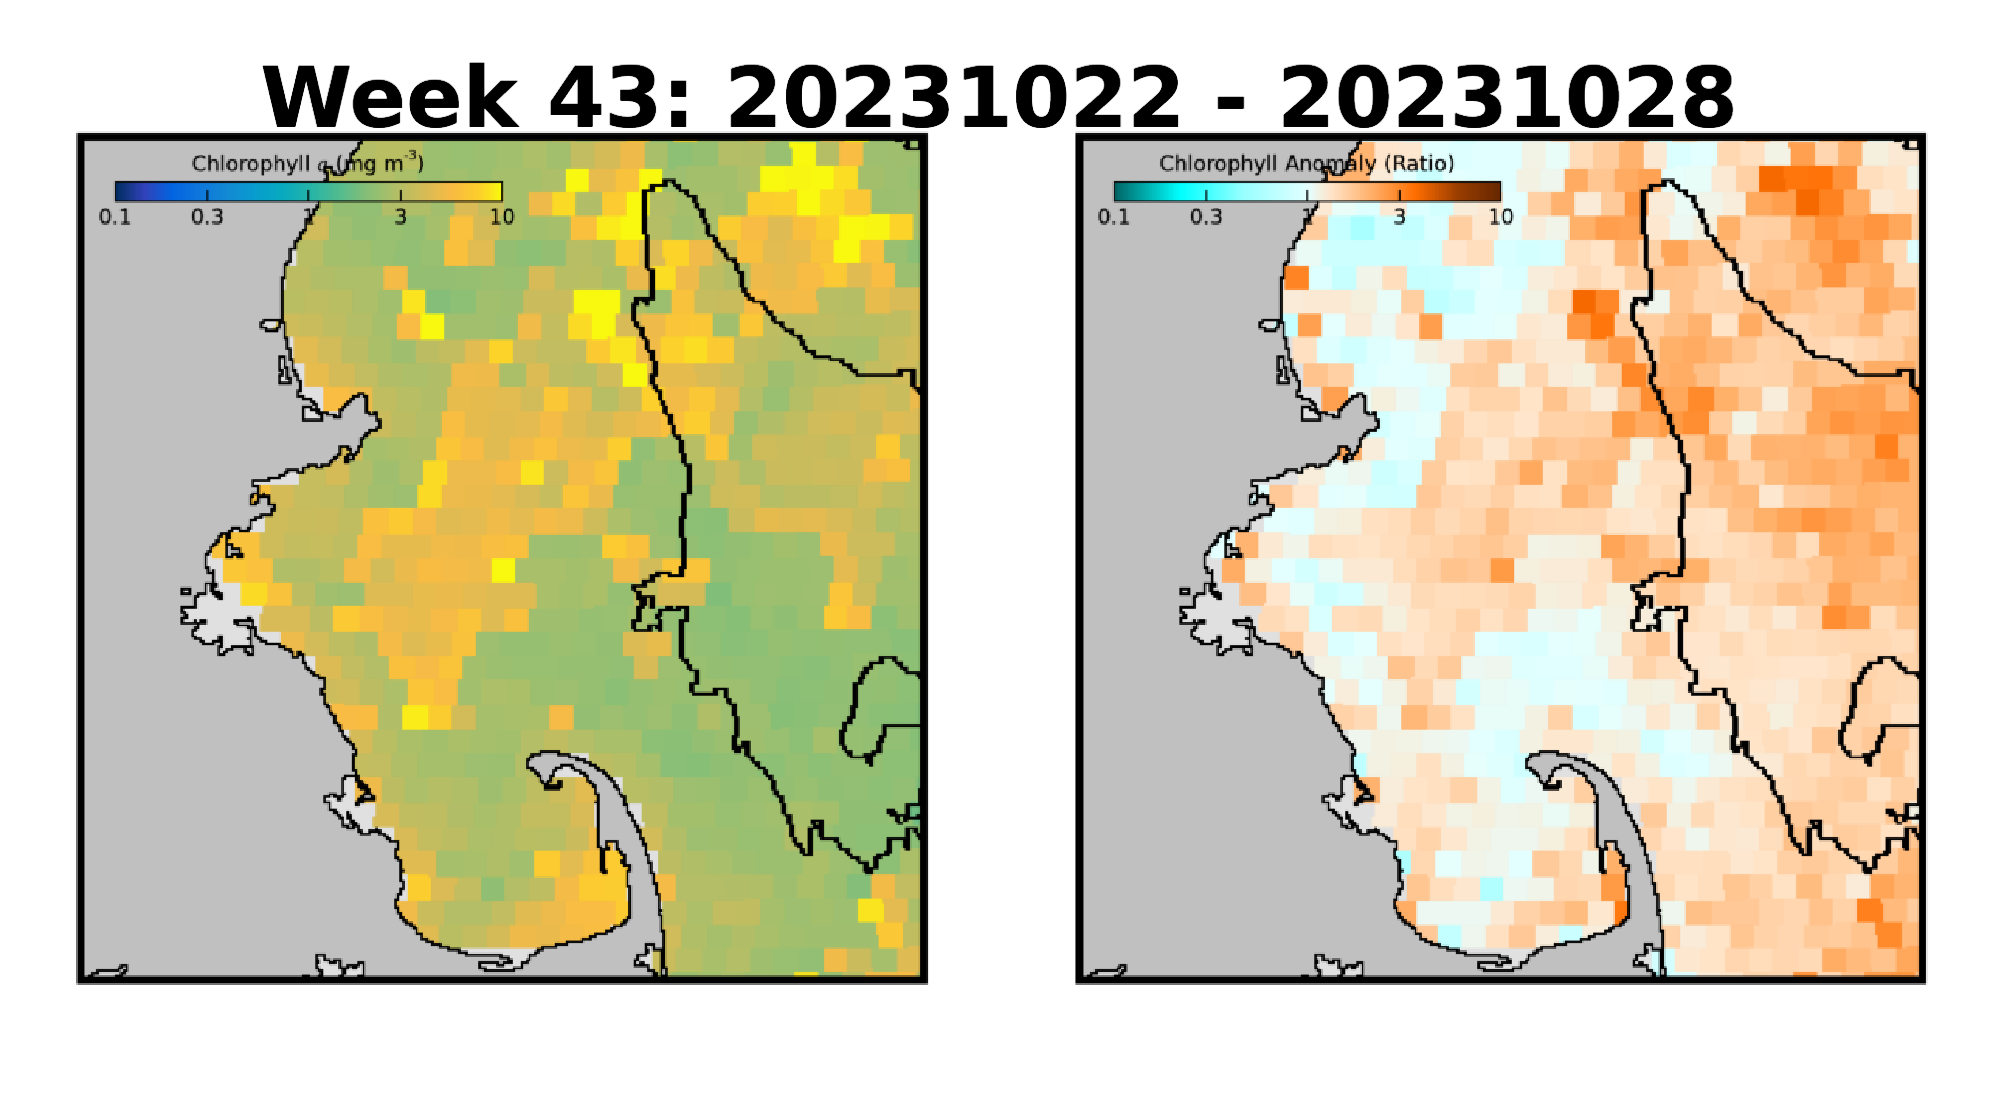 Week 43: 20231022 - 20231028
Chlorophyll a (mg m-3)
0.1 0.3 1 3 10
Chlorophyll Anomaly (Ratio)
0.1 0.3 1 3 10